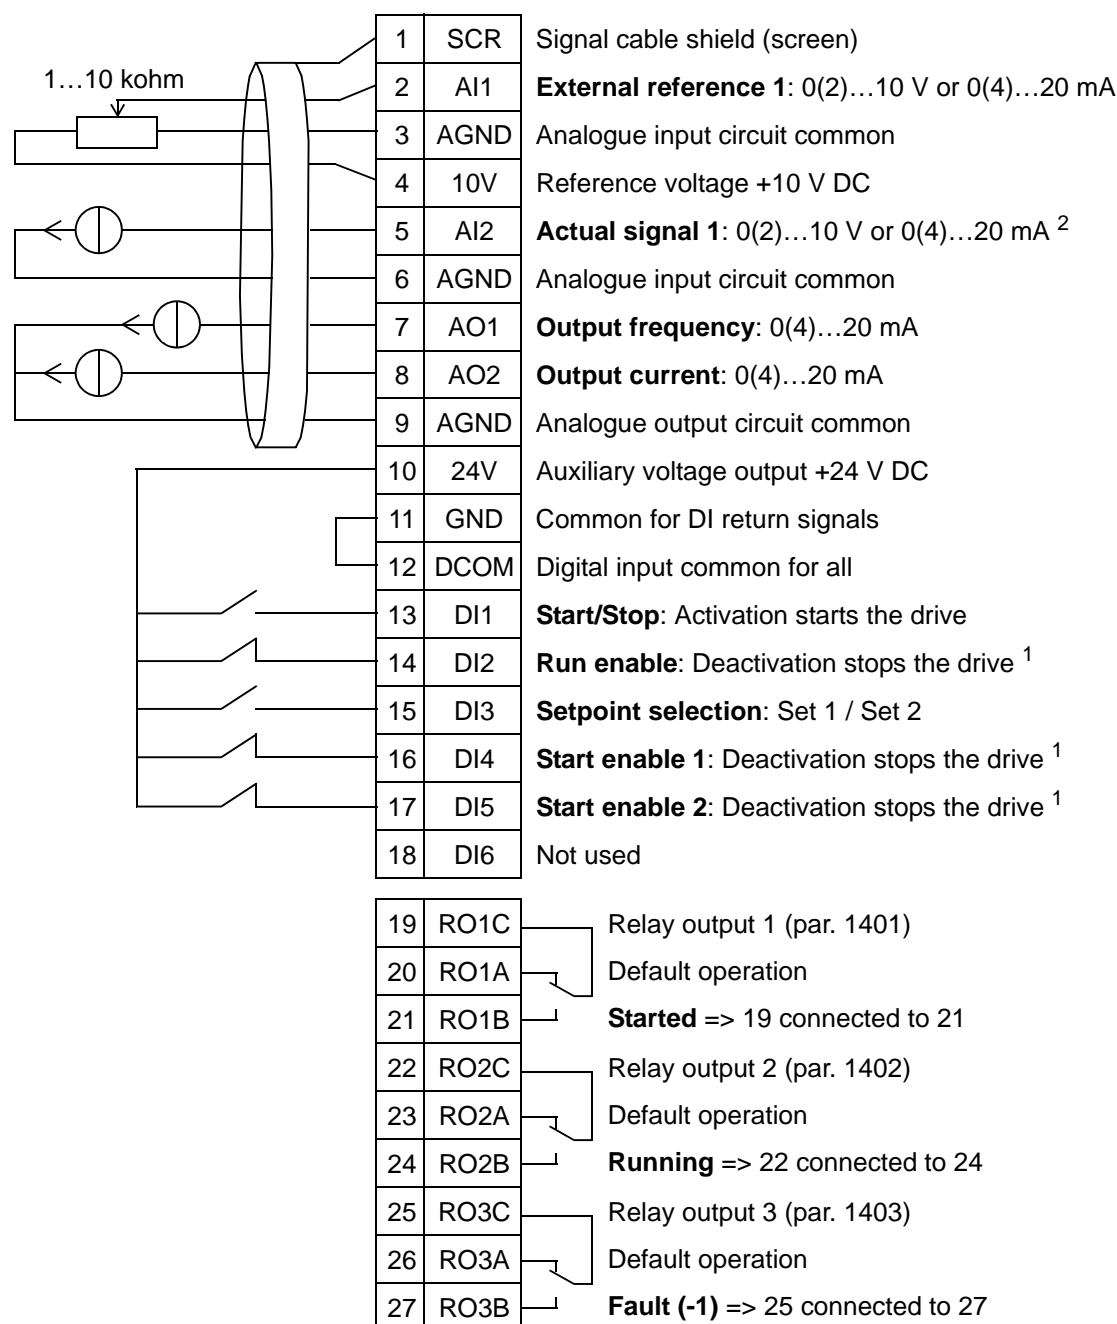 1 SCR Signal cable shield (screen)
1…10 kohm
2 AI1 External reference 1: 0(2)…10 V or 0(4)…20 mA
3 AGND Analogue input circuit common
4 10V Reference voltage +10 V DC
5 AI2 Actual signal 1: 0(2)…10 V or 0(4)…20 mA 2
6 AGND Analogue input circuit common
7 AO1 Output frequency: 0(4)…20 mA
8 AO2 Output current: 0(4)…20 mA
9 AGND Analogue output circuit common
10 24V Auxiliary voltage output +24 V DC
11 GND Common for DI return signals
12 DCOM Digital input common for all
13 DI1 Start/Stop: Activation starts the drive
14 DI2 Run enable: Deactivation stops the drive 1
15 DI3 Setpoint selection: Set 1 / Set 2
16 DI4 Start enable 1: Deactivation stops the drive 1
17 DI5 Start enable 2: Deactivation stops the drive 1
18 DI6 Not used
19 RO1C Relay output 1 (par. 1401)
20 RO1A Default operation
21 RO1B Started => 19 connected to 21
22 RO2C Relay output 2 (par. 1402)
23 RO2A Default operation
24 RO2B Running => 22 connected to 24
25 RO3C Relay output 3 (par. 1403)
26 RO3A Default operation
27 RO3B Fault (-1) => 25 connected to 27